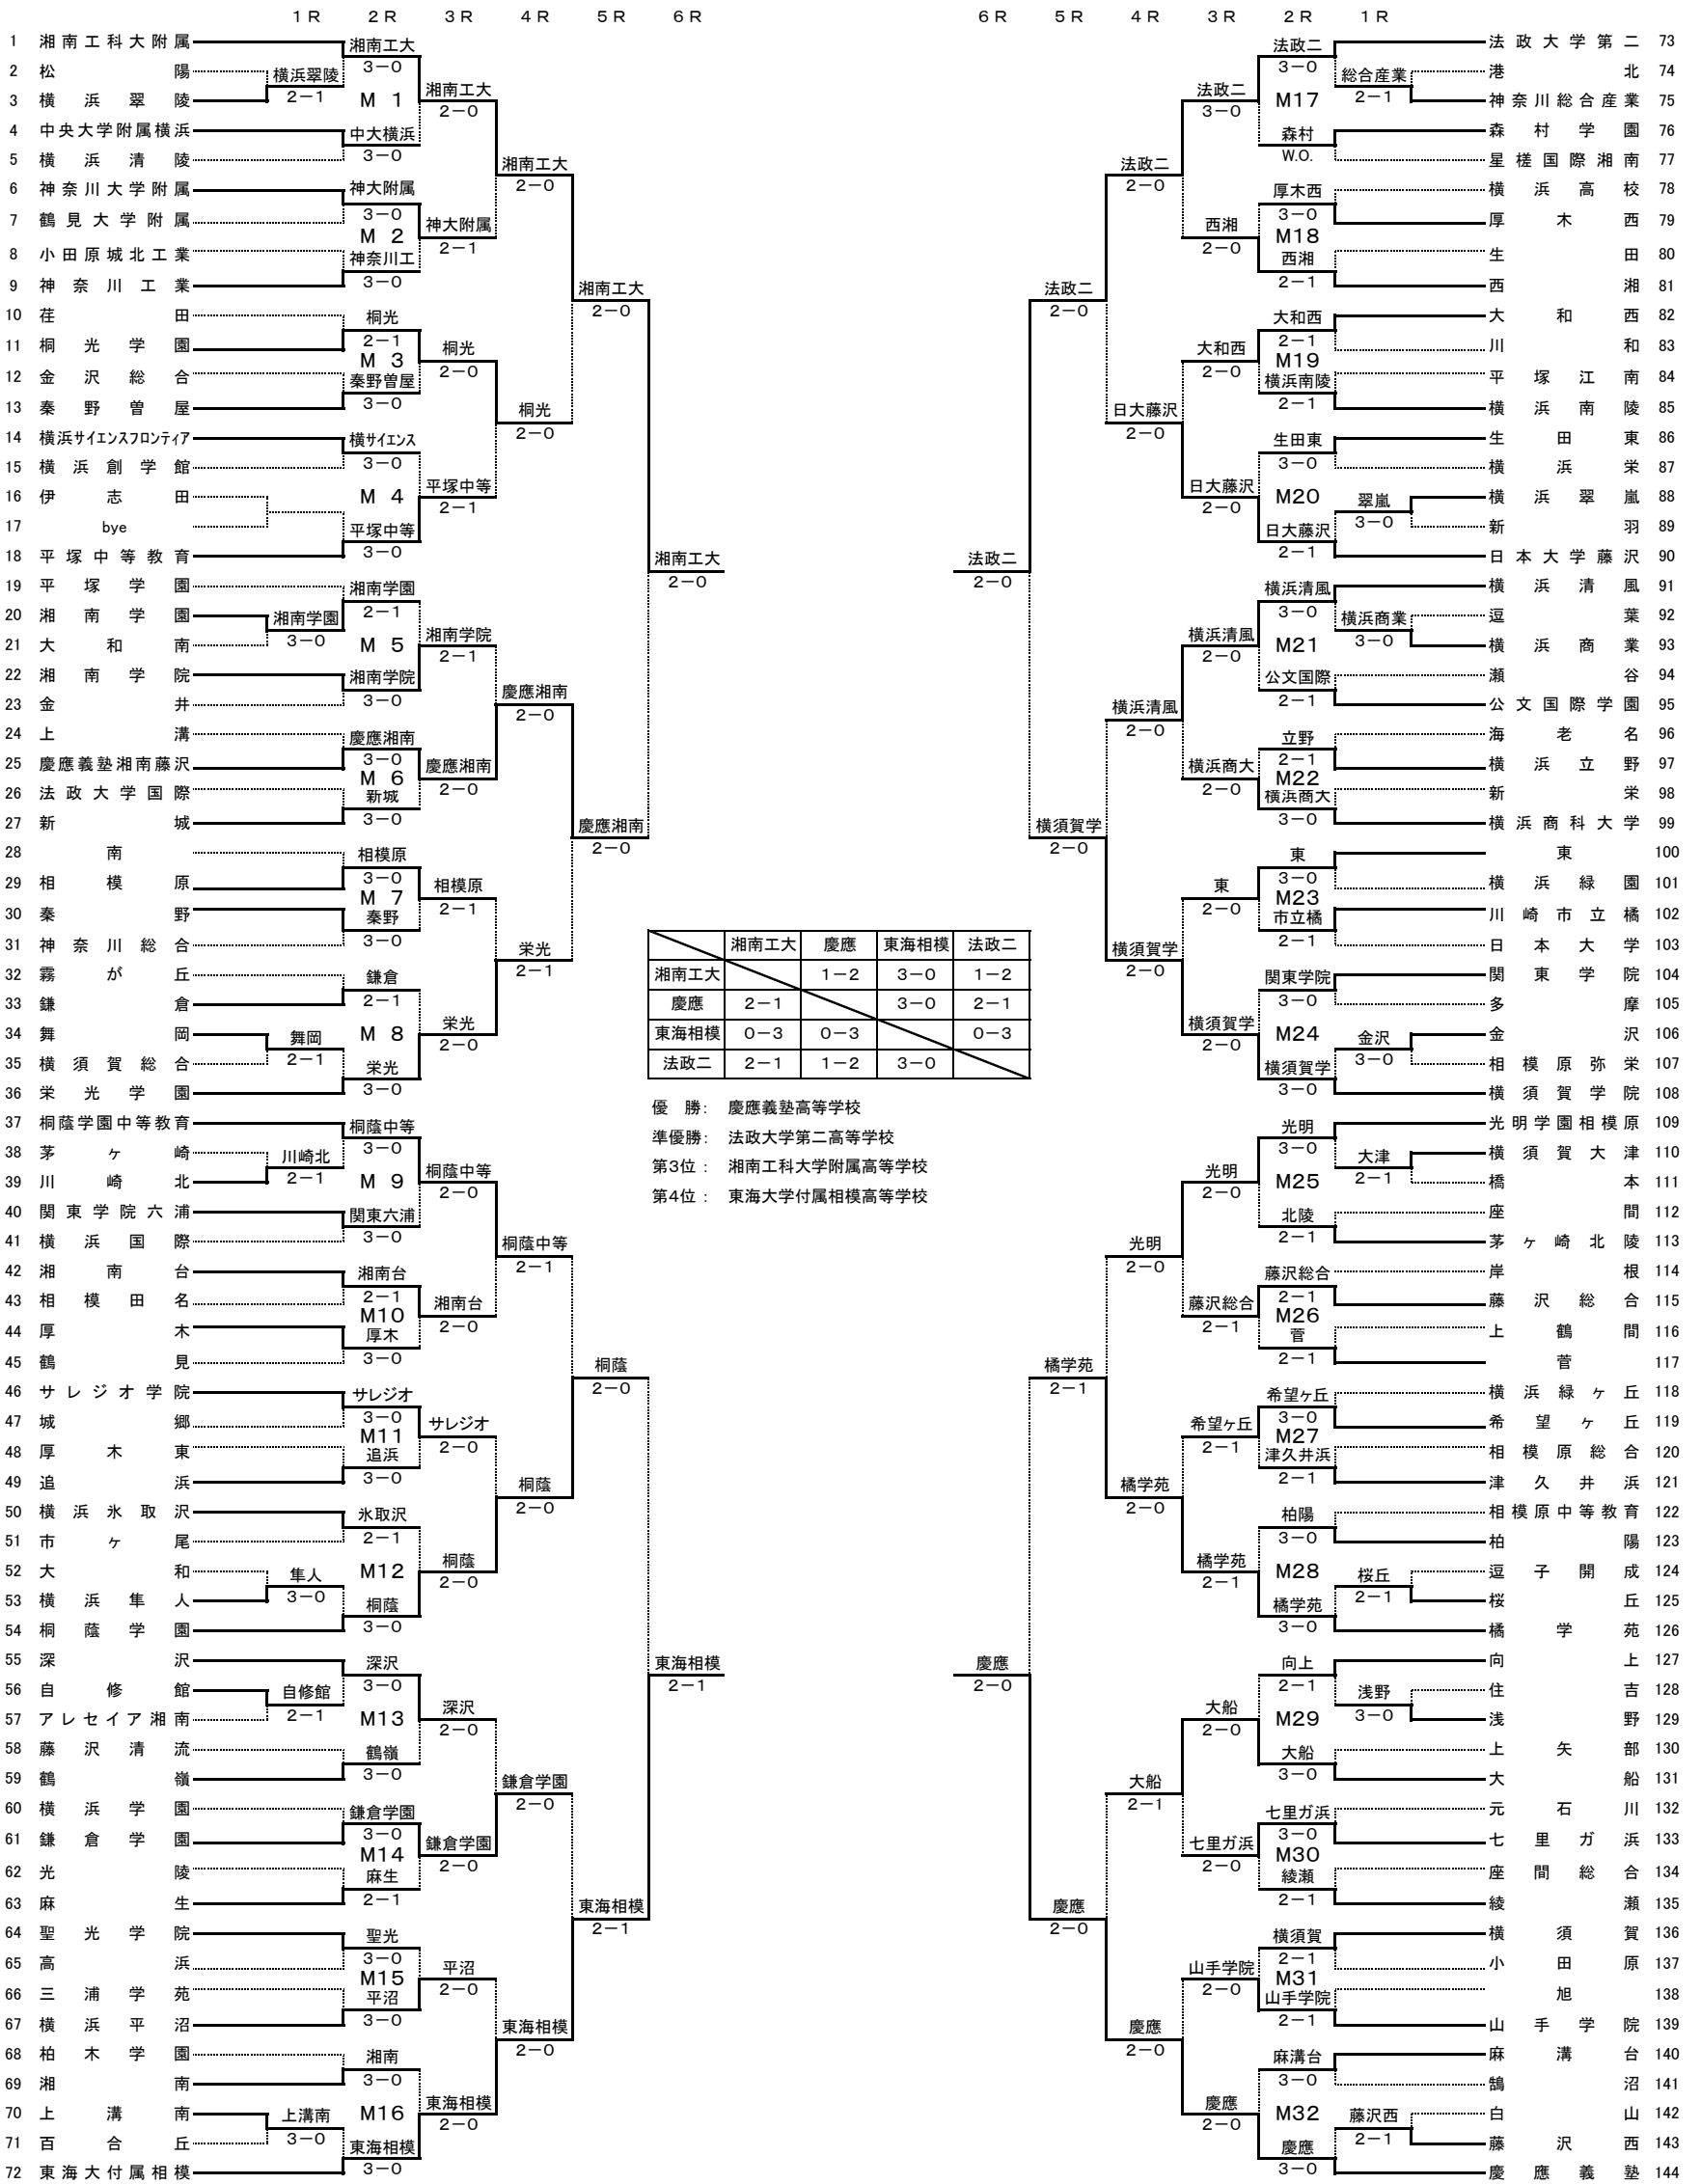 1R 2R 3R 4R 5R 6R 6R 5R 4R 3R 2R 1R
1 湘南工科大附属
2 松陽
3 横浜翠陵
4 中央大学附属横浜
5 横浜清陵
6 神奈川大学附属
7 鶴見大学附属
8 小田原城北工業
9 神奈川工業
10 荏田
11 桐光学園
12 金沢総合
13 秦野曽屋
14 横浜サイエンスフロンティア
15 横浜創学館
16 伊志田
17 bye
18 平塚中等教育
19 平塚学園
20 湘南学園
21 大和南
22 湘南学院
23 金井
24 上溝
25 慶應義塾湘南藤沢
26 法政大学国際
27 新城
28 南
29 相模原
30 秦野
31 神奈川総合
32 霧が丘
33 鎌倉
34 舞岡
35 横須賀総合
36 栄光学園
37 桐蔭学園中等教育
38 茅ヶ崎
39 川崎北
40 関東学院六浦
41 横浜国際
42 湘南台
43 相模田名
44 厚木
45 鶴見
46 サレジオ学院
47 城郷
48 厚木東
49 追浜
50 横浜氷取沢
51 市ヶ尾
52 大和
53 横浜隼人
54 桐蔭学園
55 深沢
56 自修館
57 アレセイア湘南
58 藤沢清流
59 鶴嶺
60 横浜学園
61 鎌倉学園
62 光陵
63 麻生
64 聖光学院
65 高浜
66 三浦学苑
67 横浜平沼
68 柏木学園
69 湘南
70 上溝南
71 百合丘
72 東海大付属相模
横浜翠陵
2-1
湘南学園
3-0
舞岡
2-1
川崎北
2-1
隼人
3-0
自修館
2-1
上溝南
3-0
湘南工大
3-0
M 1
中大横浜
3-0
神大附属
3-0
M 2
神奈川工
3-0
桐光
2-1
M 3
秦野曽屋
3-0
横サイエンス
3-0
M 4
平塚中等
3-0
湘南学園
2-1
M 5
湘南学院
3-0
慶應湘南
3-0
M 6
新城
3-0
相模原
3-0
M 7
秦野
3-0
鎌倉
2-1
M 8
栄光
3-0
桐蔭中等
3-0
M 9
関東六浦
3-0
湘南台
2-1
M10
厚木
3-0
サレジオ
3-0
M11
追浜
3-0
氷取沢
2-1
M12
桐蔭
3-0
深沢
3-0
M13
鶴嶺
3-0
鎌倉学園
3-0
M14
麻生
2-1
聖光
3-0
M15
平沼
3-0
湘南
3-0
M16
東海相模
3-0
湘南工大
2-0
神大附属
2-1
桐光
2-0
平塚中等
2-1
湘南学院
2-1
慶應湘南
2-0
相模原
2-1
栄光
2-0
桐蔭中等
2-0
湘南台
2-0
サレジオ
2-0
桐蔭
2-0
深沢
2-0
鎌倉学園
2-0
平沼
2-0
東海相模
2-0
湘南工大
2-0
桐光
2-0
慶應湘南
2-0
栄光
2-1
桐蔭中等
2-1
桐蔭
2-0
鎌倉学園
2-0
東海相模
2-0
湘南工大
2-0
慶應湘南
2-0
桐蔭
2-0
東海相模
2-1
湘南工大
2-0
東海相模
2-1
湘南工大 慶應 東海相模 法政二
湘南工大 1-2 3-0 1-2
慶應 2-1 3-0 2-1
東海相模 0-3 0-3 0-3
法政二 2-1 1-2 3-0
優 勝: 慶應義塾高等学校
準優勝: 法政大学第二高等学校
第3位: 湘南工科大学附属高等学校
第4位: 東海大学付属相模高等学校
法政二
2-0
慶應
2-0
法政二
2-0
横須賀学
2-0
橘学苑
2-1
慶應
2-0
法政二
2-0
日大藤沢
2-0
横浜清風
2-0
横須賀学
2-0
光明
2-0
橘学苑
2-0
大船
2-1
慶應
2-0
法政二
3-0
西湘
2-0
大和西
2-0
日大藤沢
2-0
横浜清風
2-0
横浜商大
2-0
東
2-0
横須賀学
2-0
光明
2-0
藤沢総合
2-1
希望ヶ丘
2-1
橘学苑
2-1
大船
2-0
七里ガ浜
2-0
山手学院
2-0
慶應
2-0
法政二
3-0
M17
森村
W.O.
厚木西
3-0
M18
西湘
2-1
大和西
2-1
M19
横浜南陵
2-1
生田東
3-0
M20
日大藤沢
2-1
横浜清風
3-0
M21
公文国際
2-1
立野
2-1
M22
横浜商大
3-0
東
3-0
M23
市立橘
2-1
関東学院
3-0
M24
横須賀学
3-0
光明
3-0
M25
北陵
2-1
藤沢総合
2-1
M26
菅
2-1
希望ヶ丘
3-0
M27
津久井浜
2-1
柏陽
3-0
M28
橘学苑
3-0
向上
2-1
M29
大船
3-0
七里ガ浜
3-0
M30
綾瀬
2-1
横須賀
2-1
M31
山手学院
2-1
麻溝台
3-0
M32
慶應
3-0
総合産業
2-1
翠嵐
3-0
横浜商業
3-0
金沢
3-0
大津
2-1
桜丘
2-1
浅野
3-0
藤沢西
2-1
法政大学第二 73
港北 74
神奈川総合産業 75
森村学園 76
星槎国際湘南 77
横浜高校 78
厚木西 79
生田 80
西湘 81
大和西 82
川和 83
平塚江南 84
横浜南陵 85
生田東 86
横浜栄 87
横浜翠嵐 88
新羽 89
日本大学藤沢 90
横浜清風 91
逗葉 92
横浜商業 93
瀬谷 94
公文国際学園 95
海老名 96
横浜立野 97
新栄 98
横浜商科大学 99
東 100
横浜緑園 101
川崎市立橘 102
日本大学 103
関東学院 104
多摩 105
金沢 106
相模原弥栄 107
横須賀学院 108
光明学園相模原 109
横須賀大津 110
橋本 111
座間 112
茅ヶ崎北陵 113
岸根 114
藤沢総合 115
上鶴間 116
菅 117
横浜緑ヶ丘 118
希望ヶ丘 119
相模原総合 120
津久井浜 121
相模原中等教育 122
柏陽 123
逗子開成 124
桜丘 125
橘学苑 126
向上 127
住吉 128
浅野 129
上矢部 130
大船 131
元石川 132
七里ガ浜 133
座間総合 134
綾瀬 135
横須賀 136
小田原 137
旭 138
山手学院 139
麻溝台 140
鵠沼 141
白山 142
藤沢西 143
慶應義塾 144